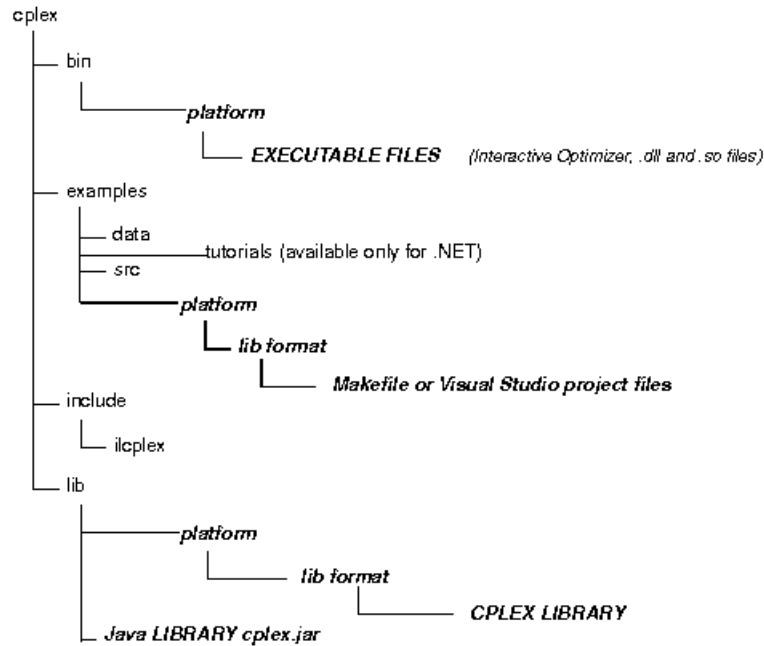 cplex
bin
platform
EXECUTABLE FILES (Interactive Optimizer, .dll and .so files)
examples
data
tutorials (available only for .NET)
src
platform
lib format
Makefile or Visual Studio project files
include
ilcplex
lib
platform
lib format
CPLEX LIBRARY
Java LIBRARY cplex.jar